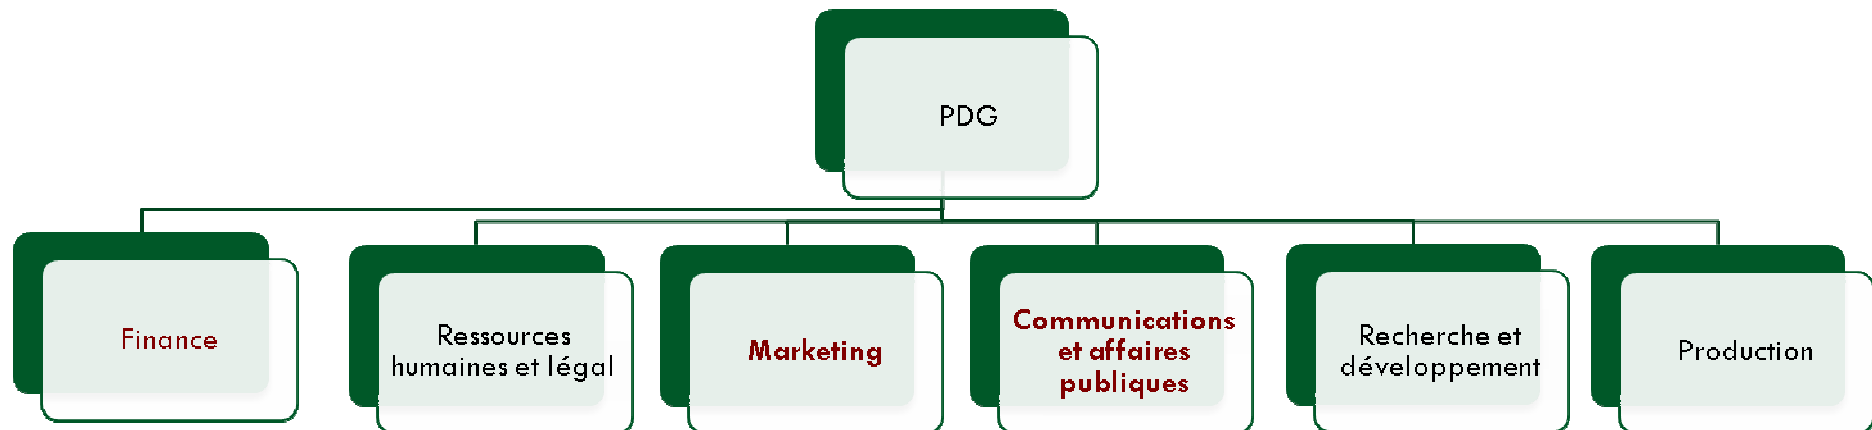 PDG
Finance
Ressources
humaines et légal
Marketing
Communications
et affaires
publiques
Recherche et
développement
Production